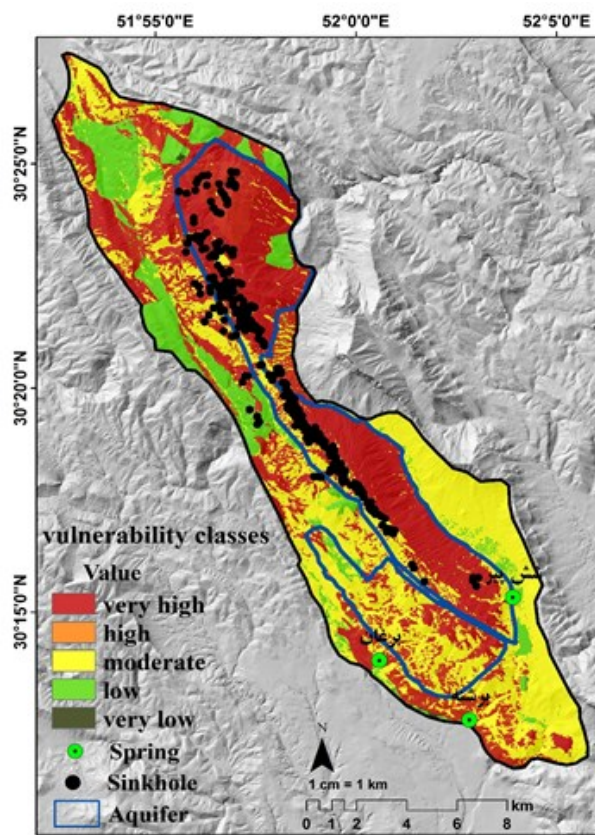 51°55'0"E 52°0'0"E 52°5'0"E
30°25'0"N
30°20'0"N
30°15'0"N
vulnerability classes
Value
very high
high
moderate
low
very low
Spring
Sinkhole
Aquifer
N
1 cm = 1 km
km
0 1 2 4 6 8